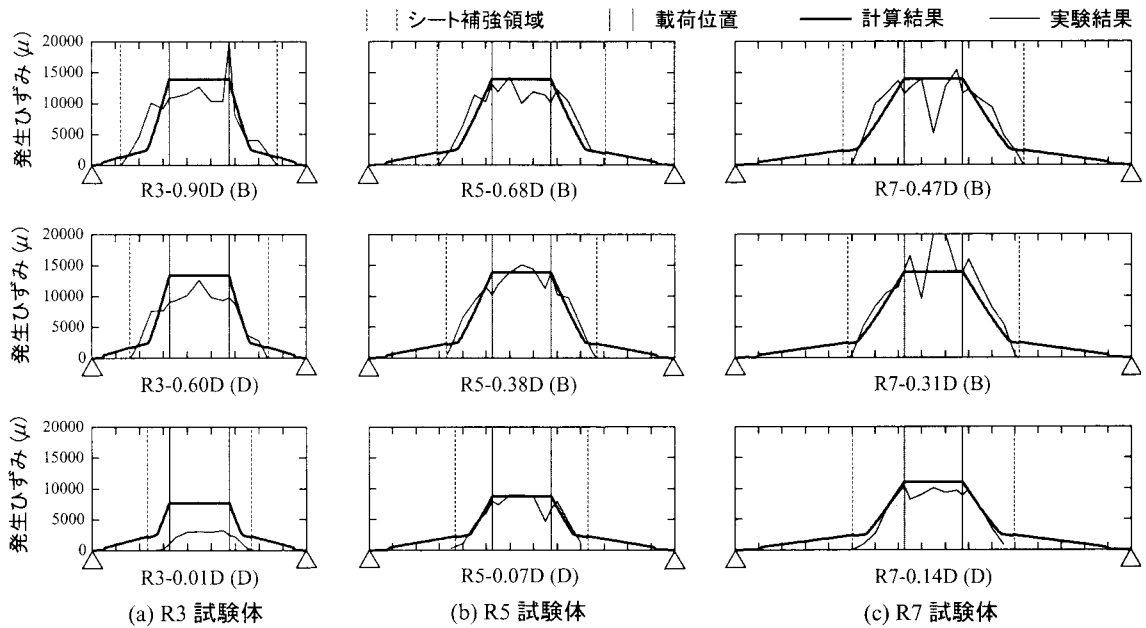 シート補強領域 載荷位置 計算結果 実験結果
発生ひずみ (μ)
20000
15000
10000
5000
0
R3-0.90D (B)
R5-0.68D (B)
R7-0.47D (B)
発生ひずみ (μ)
20000
15000
10000
5000
0
R3-0.60D (D)
R5-0.38D (B)
R7-0.31D (B)
発生ひずみ (μ)
20000
15000
10000
5000
0
R3-0.01D (D)
R5-0.07D (D)
R7-0.14D (D)
(a) R3 試験体
(b) R5 試験体
(c) R7 試験体